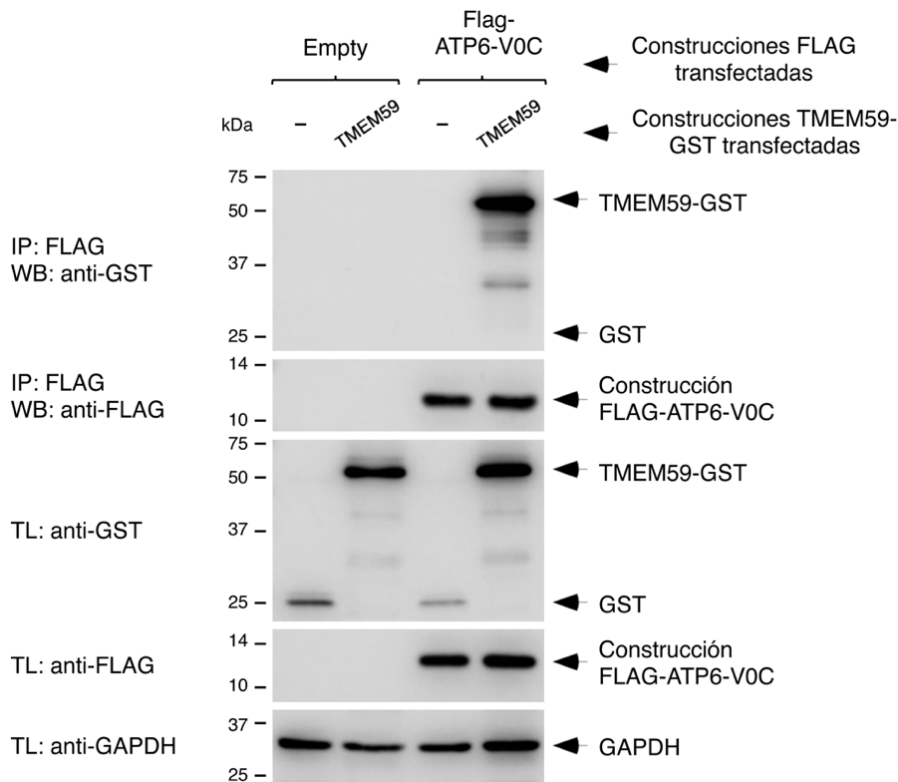 Empty
Flag-
ATP6-V0C
Construcciones FLAG
transfectadas
kDa
–
TMEM59
–
TMEM59
Construcciones TMEM59-
GST transfectadas
IP: FLAG
WB: anti-GST
75
50
37
25
TMEM59-GST
GST
IP: FLAG
WB: anti-FLAG
14
10
Construcción
FLAG-ATP6-V0C
TL: anti-GST
75
50
37
25
TMEM59-GST
GST
TL: anti-FLAG
14
10
Construcción
FLAG-ATP6-V0C
TL: anti-GAPDH
37
25
GAPDH